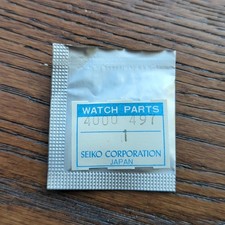 WATCH PARTS
4000 497
1
SEIKO CORPORATION
JAPAN